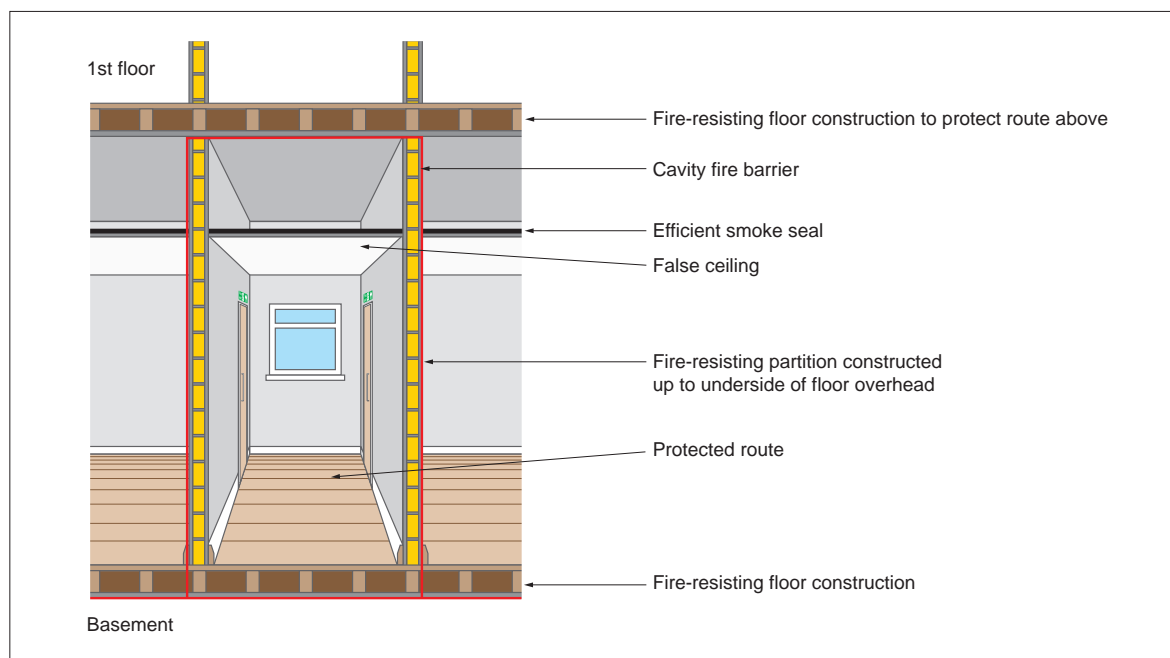 1st floor
Fire-resisting floor construction to protect route above
Cavity fire barrier
Efficient smoke seal
False ceiling
Fire-resisting partition constructed
up to underside of floor overhead
Protected route
Fire-resisting floor construction
Basement